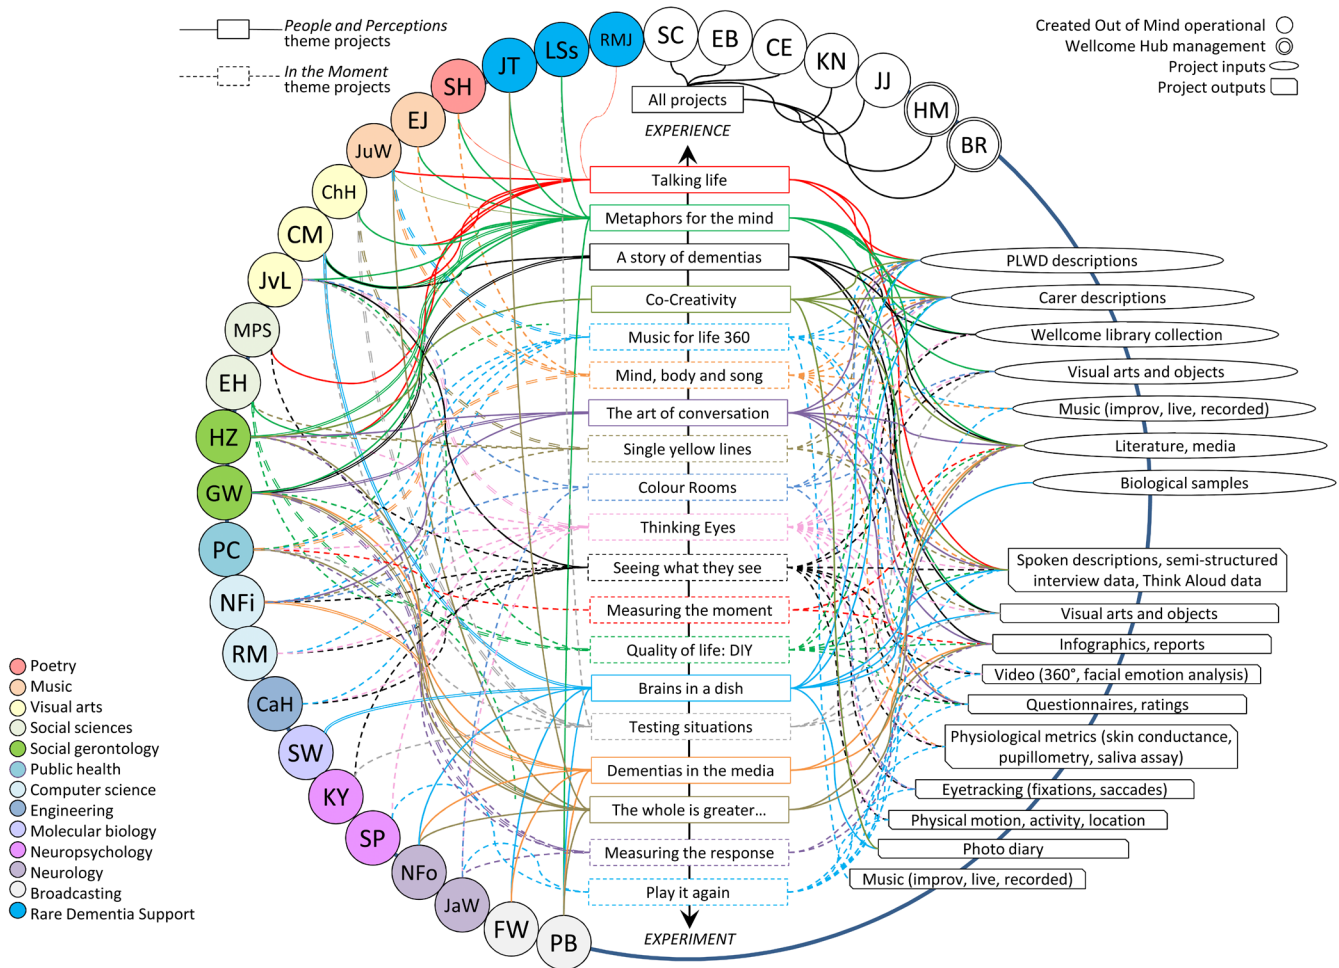 People and Perceptions
theme projects
In the Moment
theme projects
Created Out of Mind operational
Wellcome Hub management
Project inputs
Project outputs
RMJ
SC
EB
CE
KN
JJ
HM
BR
LSs
JT
SH
EJ
JuW
ChH
CM
JvL
MPS
EH
HZ
GW
PC
NFi
RM
CaH
SW
KY
SP
NFo
JaW
FW
PB
All projects
EXPERIENCE
Talking life
Metaphors for the mind
A story of dementias
Co-Creativity
Music for life 360
Mind, body and song
The art of conversation
Single yellow lines
Colour Rooms
Thinking Eyes
Seeing what they see
Measuring the moment
Quality of life: DIY
Brains in a dish
Testing situations
Dementias in the media
The whole is greater...
Measuring the response
Play it again
EXPERIMENT
PLWD descriptions
Carer descriptions
Wellcome library collection
Visual arts and objects
Music (improv, live, recorded)
Literature, media
Biological samples
Spoken descriptions, semi-structured
interview data, Think Aloud data
Visual arts and objects
Infographics, reports
Video (360°, facial emotion analysis)
Questionnaires, ratings
Physiological metrics (skin conductance,
pupillometry, saliva assay)
Eyetracking (fixations, saccades)
Physical motion, activity, location
Photo diary
Music (improv, live, recorded)
Poetry
Music
Visual arts
Social sciences
Social gerontology
Public health
Computer science
Engineering
Molecular biology
Neuropsychology
Neurology
Broadcasting
Rare Dementia Support